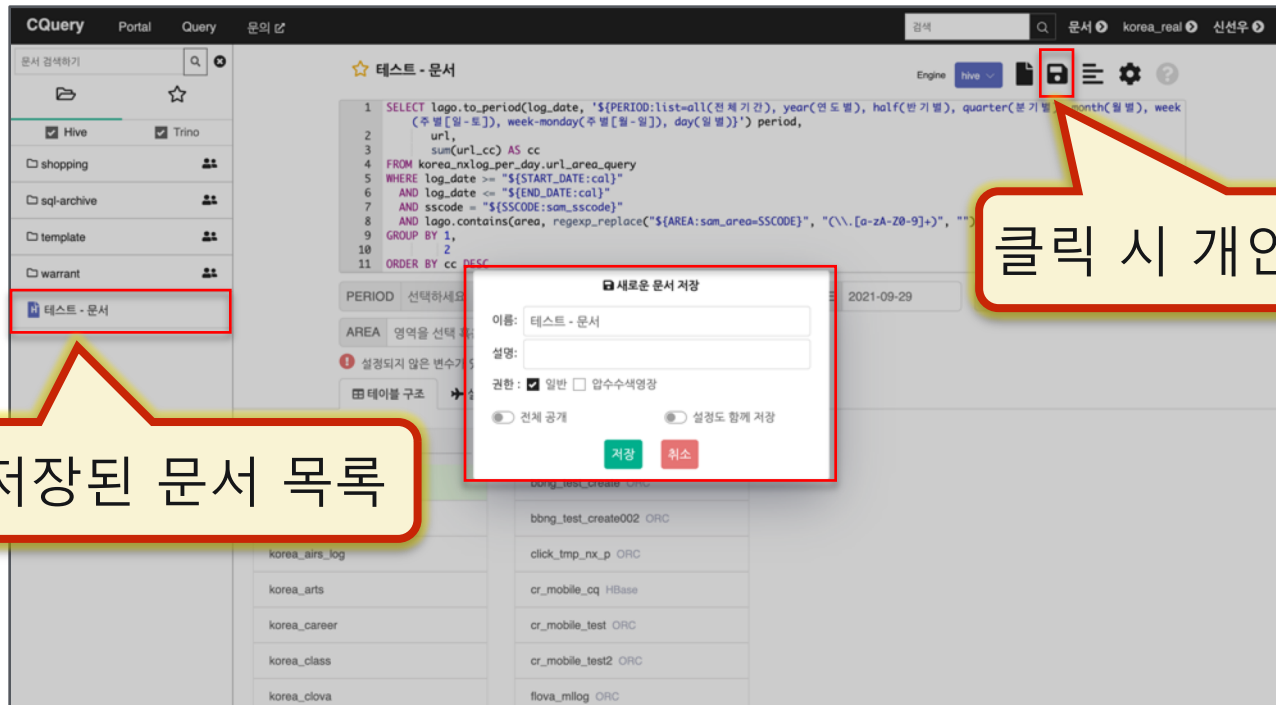 CQuery Portal Query 문의 검색 문서 korea_real 신선우
문서 검색하기
Hive Trino
shopping
sql-archive
template
warrant
테스트 - 문서
테스트 - 문서
Engine hive
1 SELECT lago.to_period(log_date, '${PERIOD:list=all(전체기간), year(연도별), half(반기별), quarter(분기별), month(월별), week
(주별[일-토]), week-monday(주별[월-일]), day(일별)}') period,
2 url,
3 sum(url_cc) AS cc
4 FROM korea_nxlog_per_day.url_area_query
5 WHERE log_date >= "${START_DATE:cal}"
6 AND log_date <= "${END_DATE:cal}"
7 AND sscode = "${SSCODE:sam_sscode}"
8 AND lago.contains(area, regexp_replace("${AREA:sam_area=SSCODE}", "(\\.[a-zA-Z0-9]+)", "")
9 GROUP BY 1,
10 2
11 ORDER BY cc DESC
PERIOD 선택하세요 2021-09-29
AREA 영역을 선택
설정되지 않은 변수가
테이블 구조
새로운 문서 저장
이름: 테스트 - 문서
설명:
권한 : 일반 압수수색영장
전체 공개 설정도 함께 저장
저장 취소
클릭 시 개인
저장된 문서 목록
bbng_test_create ORC
bbng_test_create002 ORC
korea_airs_log click_tmp_nx_p ORC
korea_arts cr_mobile_cq HBase
korea_career cr_mobile_test ORC
korea_class cr_mobile_test2 ORC
korea_clova flova_mllog ORC